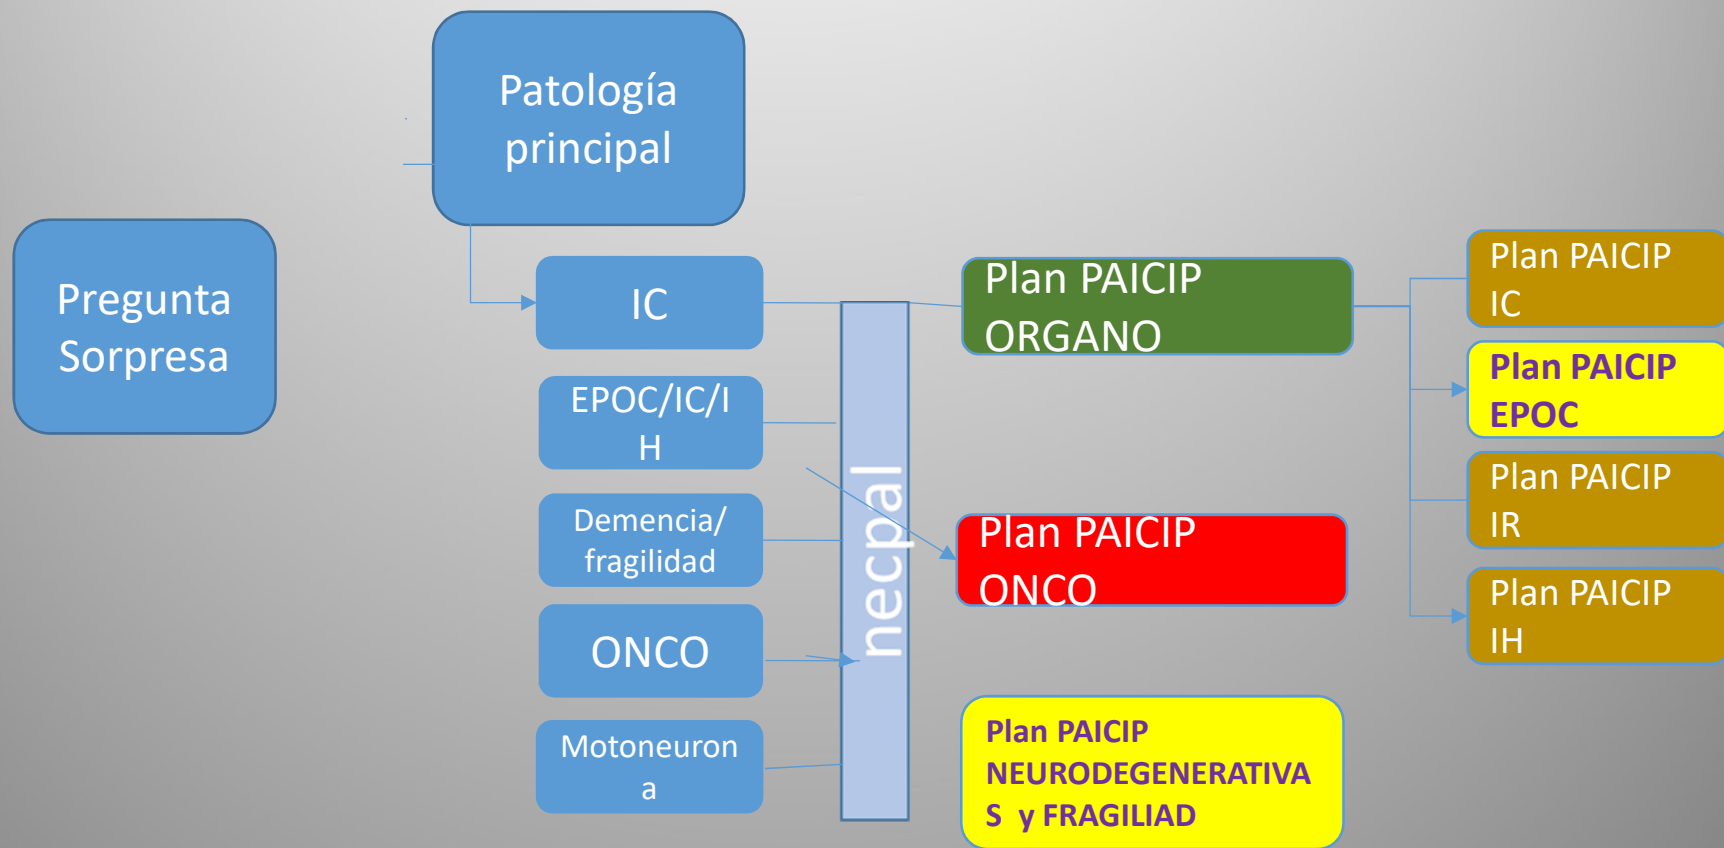 Patología
principal
Pregunta
Sorpresa
IC
EPOC/IC/I
H
Demencia/
fragilidad
ONCO
Motoneuron
a
necpal
Plan PAICIP
ORGANO
Plan PAICIP
ONCO
Plan PAICIP
NEURODEGENERATIVA
S y FRAGILIAD
Plan PAICIP
IC
Plan PAICIP
EPOC
Plan PAICIP
IR
Plan PAICIP
IH